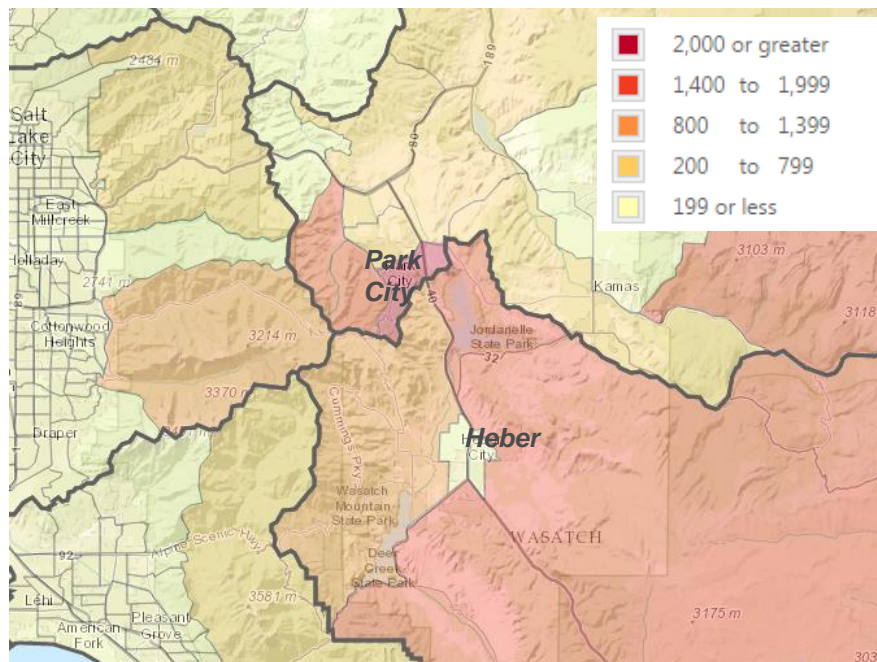 2,000 or greater
1,400 to 1,999
800 to 1,399
200 to 799
199 or less
2484 m
189
80
Salt
Lake
City
East
Millcreek
Holladay
2741 m
89
Cottonwood
Heights
3214 m
3370 m
Draper
Park
City
City
40
Jordanelle
State Park
32
Kamas
3103 m
3118
Heber
City
Cummings Pky
Wasatch
Mountain
State Park
WASATCH
Deer
Creek
State Park
92
Alpine Scenic Hwy
Lehi
3581 m
Pleasant
Grove
American
Fork
3175 m
303